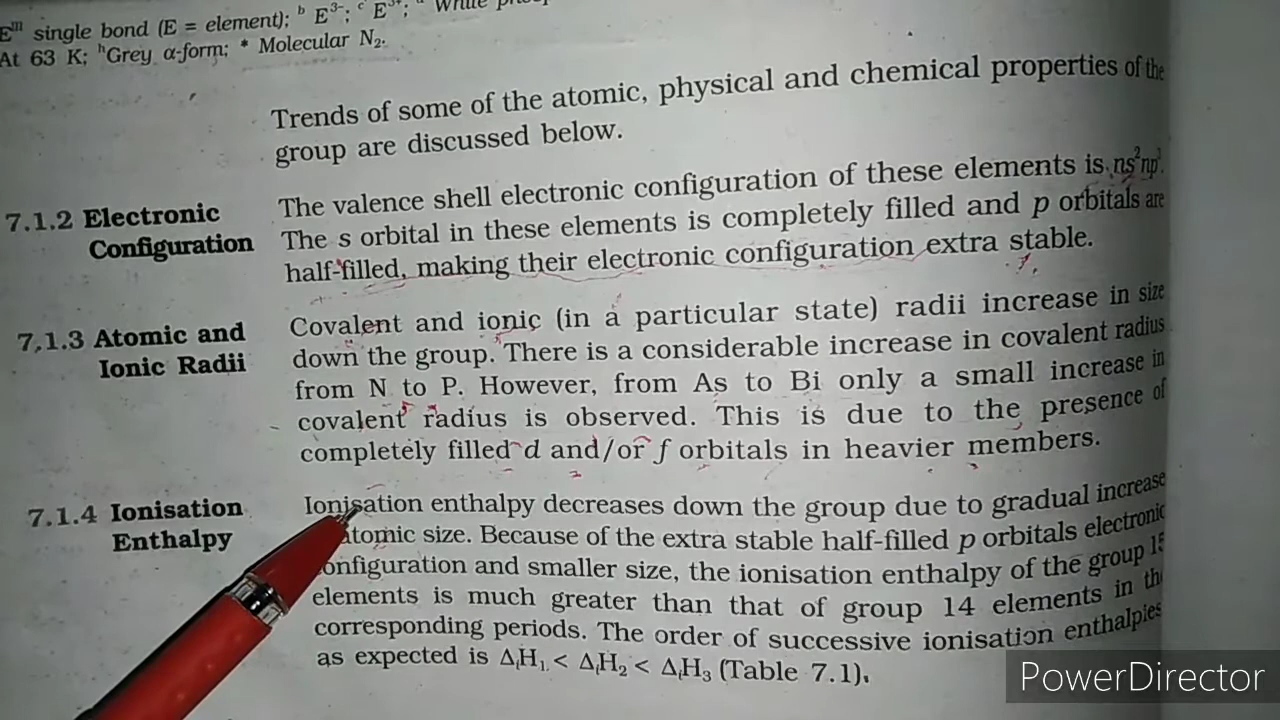 Eᵐ single bond (E = element); ᵇ E³⁻; ᶜ E³⁺;
At 63 K; ʰGrey α-form; * Molecular N₂.
Trends of some of the atomic, physical and chemical properties of the
group are discussed below.
7.1.2 Electronic
Configuration
The valence shell electronic configuration of these elements is ns²np³.
The s orbital in these elements is completely filled and p orbitals are
half-filled, making their electronic configuration extra stable.
7.1.3 Atomic and
Ionic Radii
Covalent and ionic (in a particular state) radii increase in size
down the group. There is a considerable increase in covalent radius
from N to P. However, from As to Bi only a small increase in
covalent radius is observed. This is due to the presence of
completely filled d and/or f orbitals in heavier members.
7.1.4 Ionisation
Enthalpy
Ionisation enthalpy decreases down the group due to gradual increase
atomic size. Because of the extra stable half-filled p orbitals electronic
configuration and smaller size, the ionisation enthalpy of the group 15
elements is much greater than that of group 14 elements in the
corresponding periods. The order of successive ionisation enthalpies
as expected is ΔᵢH₁ < ΔᵢH₂ < ΔᵢH₃ (Table 7.1).
PowerDirector